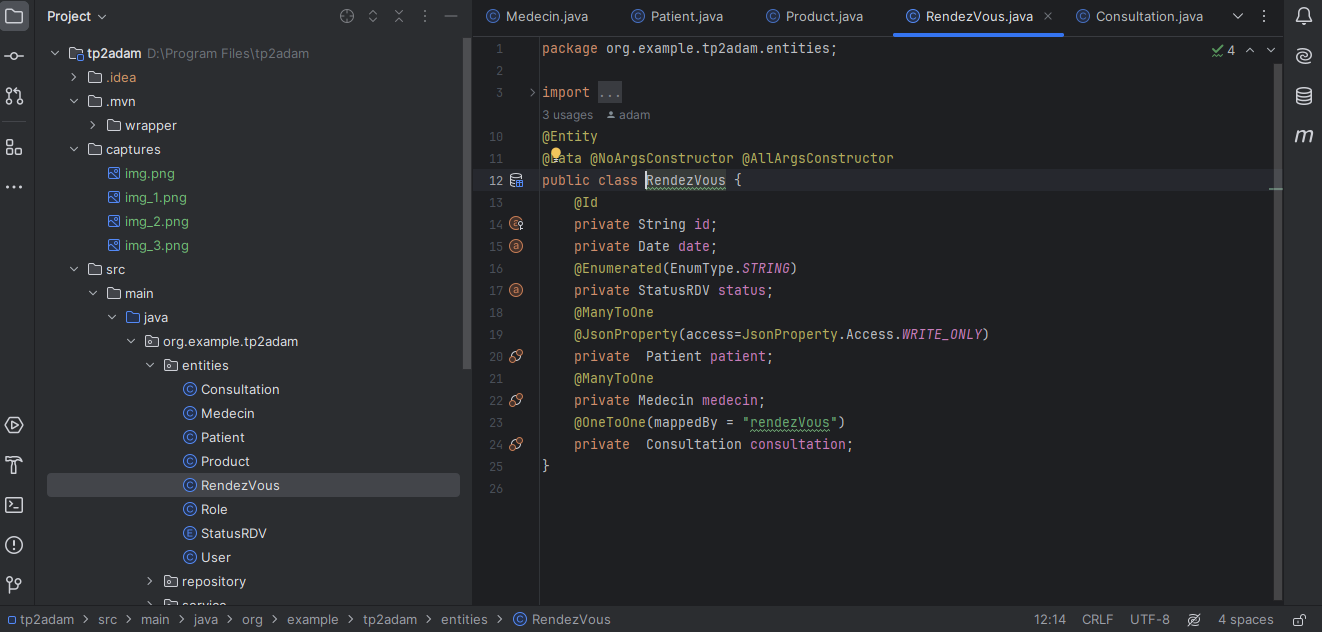 Project
tp2adam D:\Program Files\tp2adam
.idea
.mvn
wrapper
captures
img.png
img_1.png
img_2.png
img_3.png
src
main
java
org.example.tp2adam
entities
Consultation
Medecin
Patient
Product
RendezVous
Role
StatusRDV
User
repository
service
Medecin.java Patient.java Product.java RendezVous.java Consultation.java
4
1 package org.example.tp2adam.entities;
2
3 import ...
3 usages adam
10 @Entity
11 @Data @NoArgsConstructor @AllArgsConstructor
12 public class RendezVous {
13 @Id
14 private String id;
15 private Date date;
16 @Enumerated(EnumType.STRING)
17 private StatusRDV status;
18 @ManyToOne
19 @JsonProperty(access=JsonProperty.Access.WRITE_ONLY)
20 private  Patient patient;
21 @ManyToOne
22 private Medecin medecin;
23 @OneToOne(mappedBy = "rendezVous")
24 private  Consultation consultation;
25 }
26
m
tp2adam > src > main > java > org > example > tp2adam > entities > RendezVous 12:14 CRLF UTF-8 4 spaces